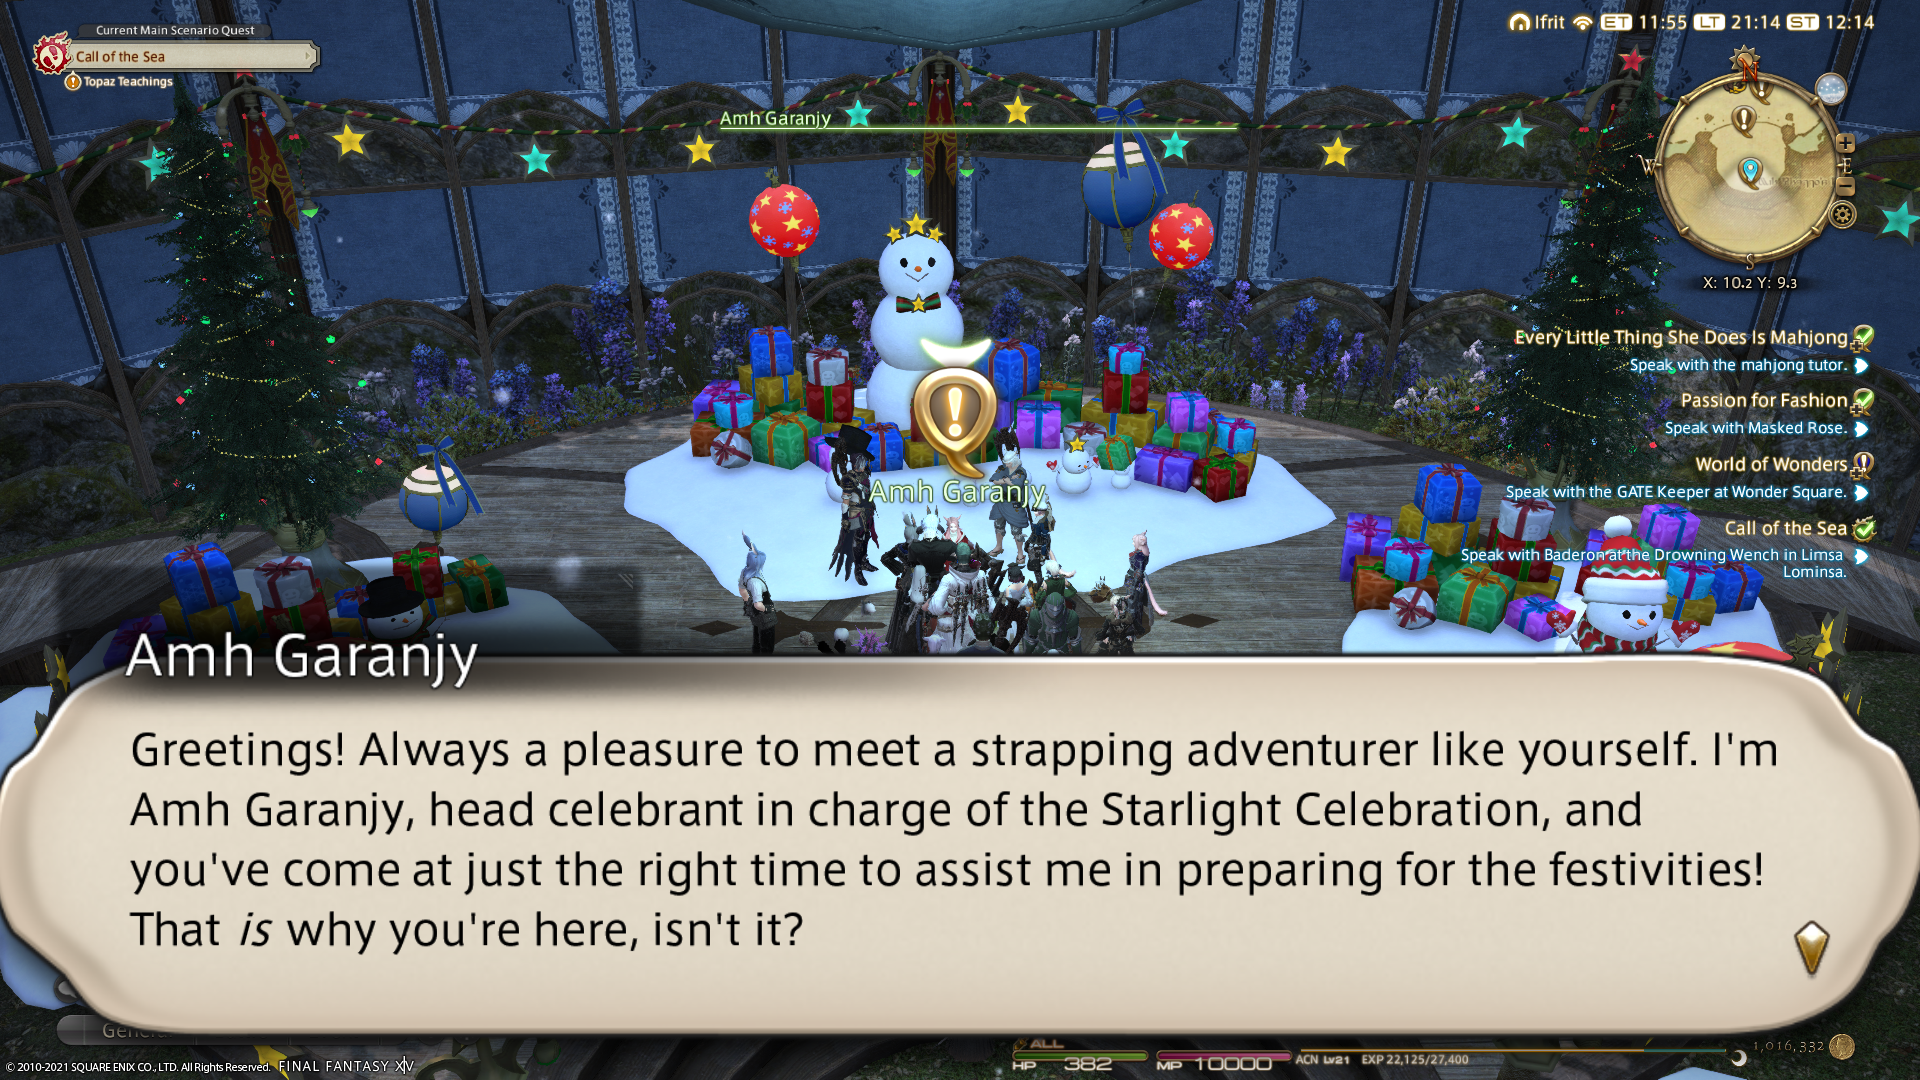 Current Main Scenario Quest
Call of the Sea
Topaz Teachings
Ifrit ET 11:55 LT 21:14 ST 12:14
N
W
E
S
X: 10.2 Y: 9.3
Amh Garanjy
Every Little Thing She Does Is Mahjong
Speak with the mahjong tutor.
Passion for Fashion
Speak with Masked Rose.
World of Wonders
Speak with the GATE Keeper at Wonder Square.
Call of the Sea
Speak with Baderon at the Drowning Wench in Limsa
Lominsa.
Amh Garanjy
Amh Garanjy
Greetings! Always a pleasure to meet a strapping adventurer like yourself. I'm
Amh Garanjy, head celebrant in charge of the Starlight Celebration, and
you've come at just the right time to assist me in preparing for the festivities!
That is why you're here, isn't it?
ALL
HP 382 MP 10000 ACN Lv21 EXP 22,125/27,400
1,016,332
© 2010-2021 SQUARE ENIX CO., LTD. All Rights Reserved. FINAL FANTASY XIV